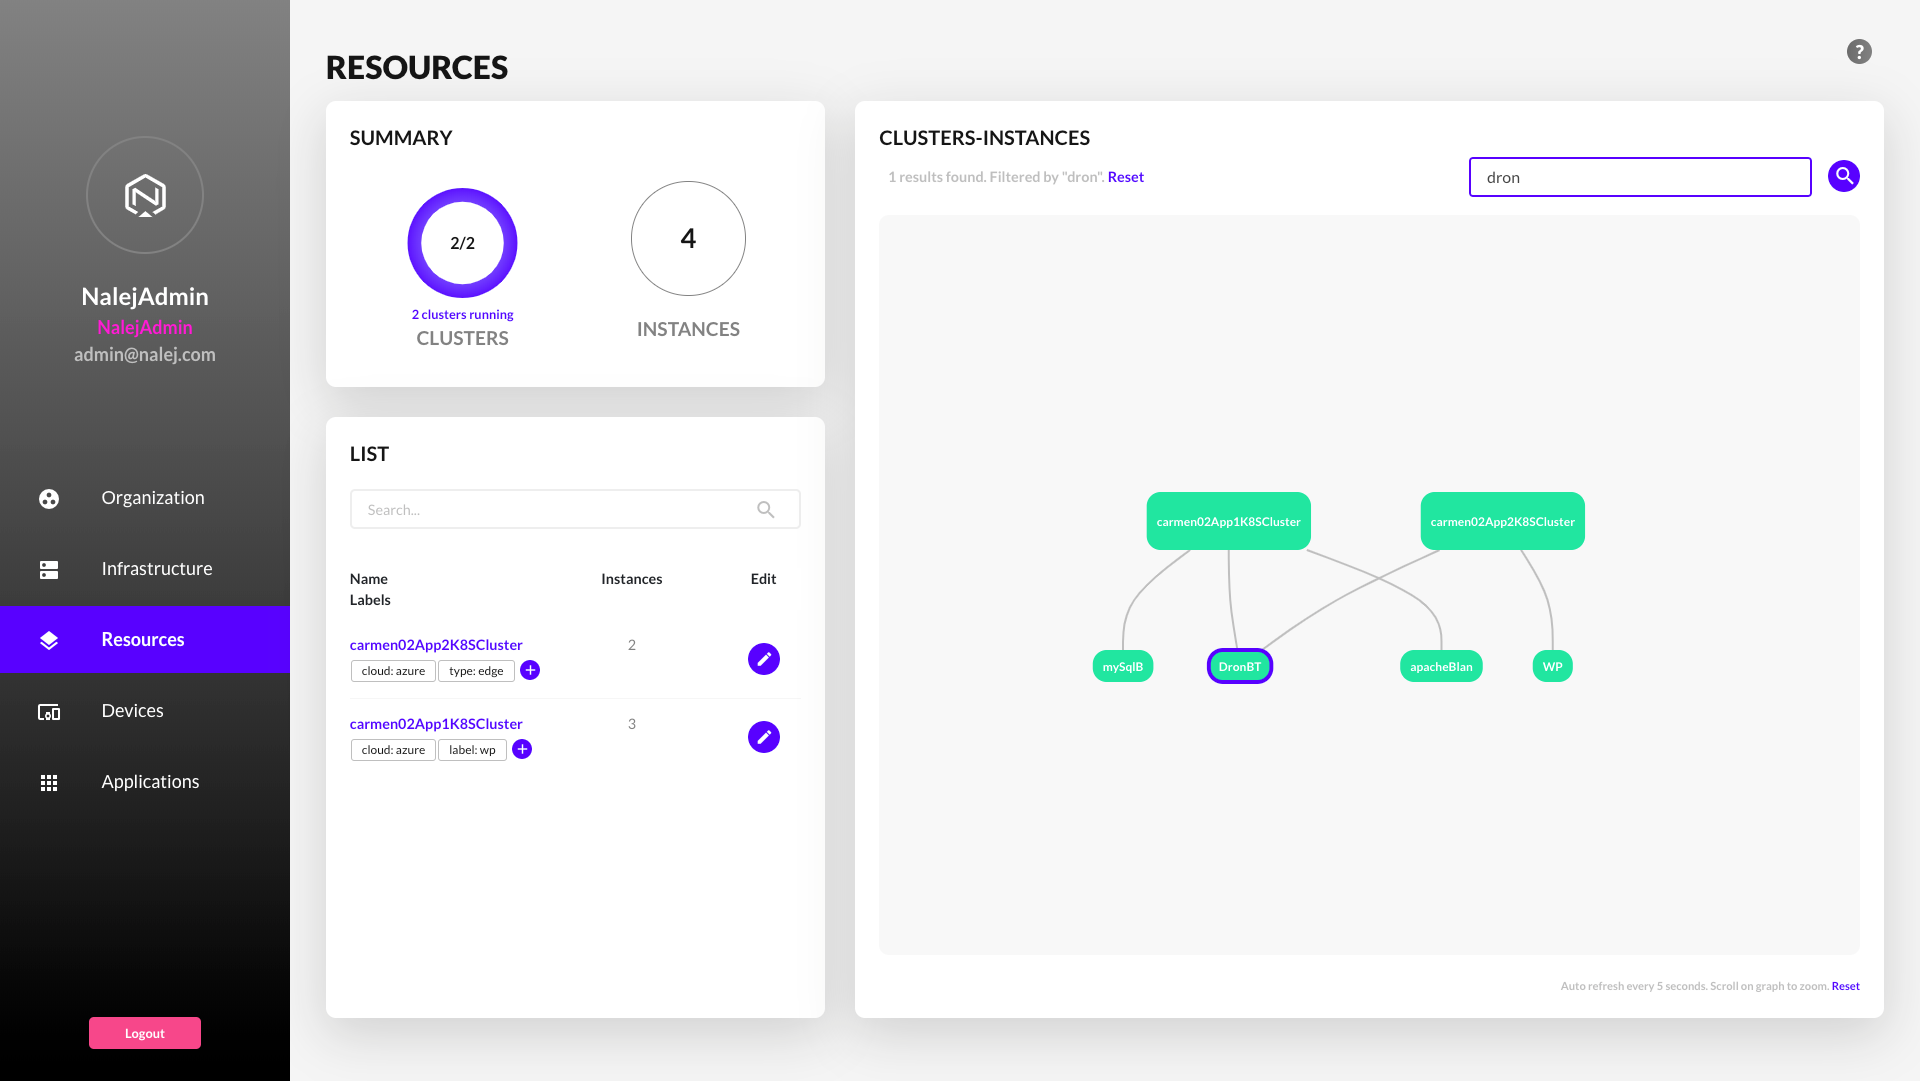 RESOURCES
?
NalejAdmin
NalejAdmin
admin@nalej.com
Organization
Infrastructure
Resources
Devices
Applications
Logout
SUMMARY
2/2
2 clusters running
CLUSTERS
4
INSTANCES
LIST
Search...
Name
Labels
Instances
Edit
carmen02App2K8SCluster
2
cloud: azure
type: edge
carmen02App1K8SCluster
3
cloud: azure
label: wp
CLUSTERS-INSTANCES
1 results found. Filtered by "dron". Reset
dron
carmen02App1K8SCluster
carmen02App2K8SCluster
mySqlB
DronBT
apacheBlan
WP
Auto refresh every 5 seconds. Scroll on graph to zoom. Reset